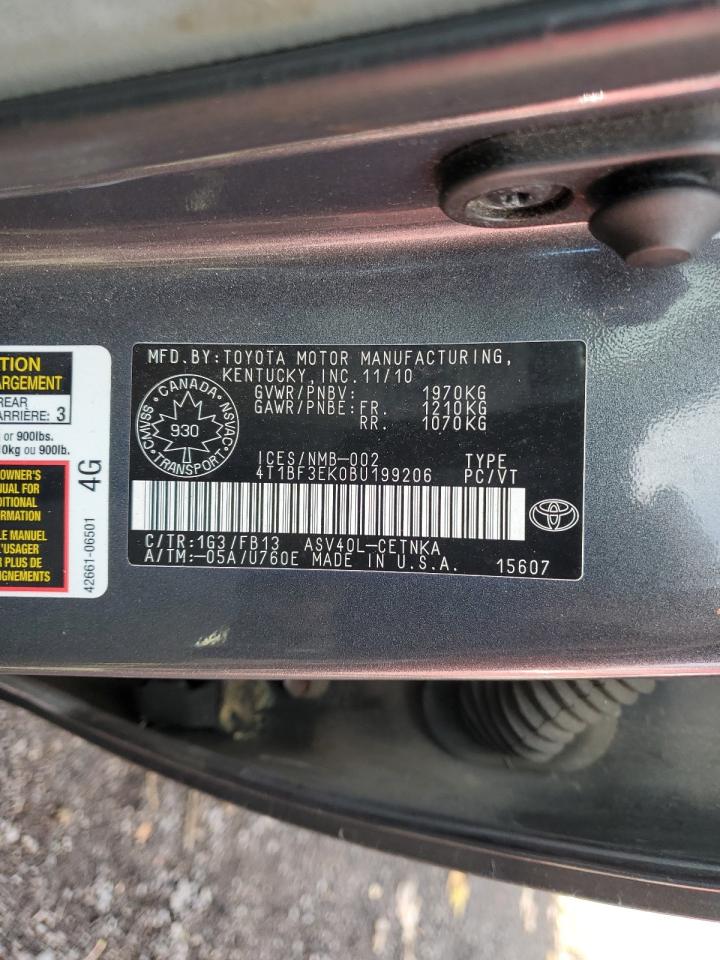 TION
ARGEMENT
REAR
ARRIÈRE: 3
or 900lbs.
0kg ou 900lb.
OWNER'S
NUAL FOR
DITIONAL
ORMATION
LE MANUEL
L'USAGER
R PLUS DE
GNEMENTS
4G
42661-06501
MFD.BY:TOYOTA MOTOR MANUFACTURING,
KENTUCKY,INC.11/10
GVWR/PNBV: 1970KG
GAWR/PNBE:FR. 1210KG
RR. 1070KG
CANADA
CMVSS NSVAC
930
TRANSPORT
ICES/NMB-002 TYPE
4T1BF3EK0BU199206 PC/VT
C/TR:1G3/FB13 ASV40L-CETNKA
A/TM:-05A/U760E MADE IN U.S.A. 15607